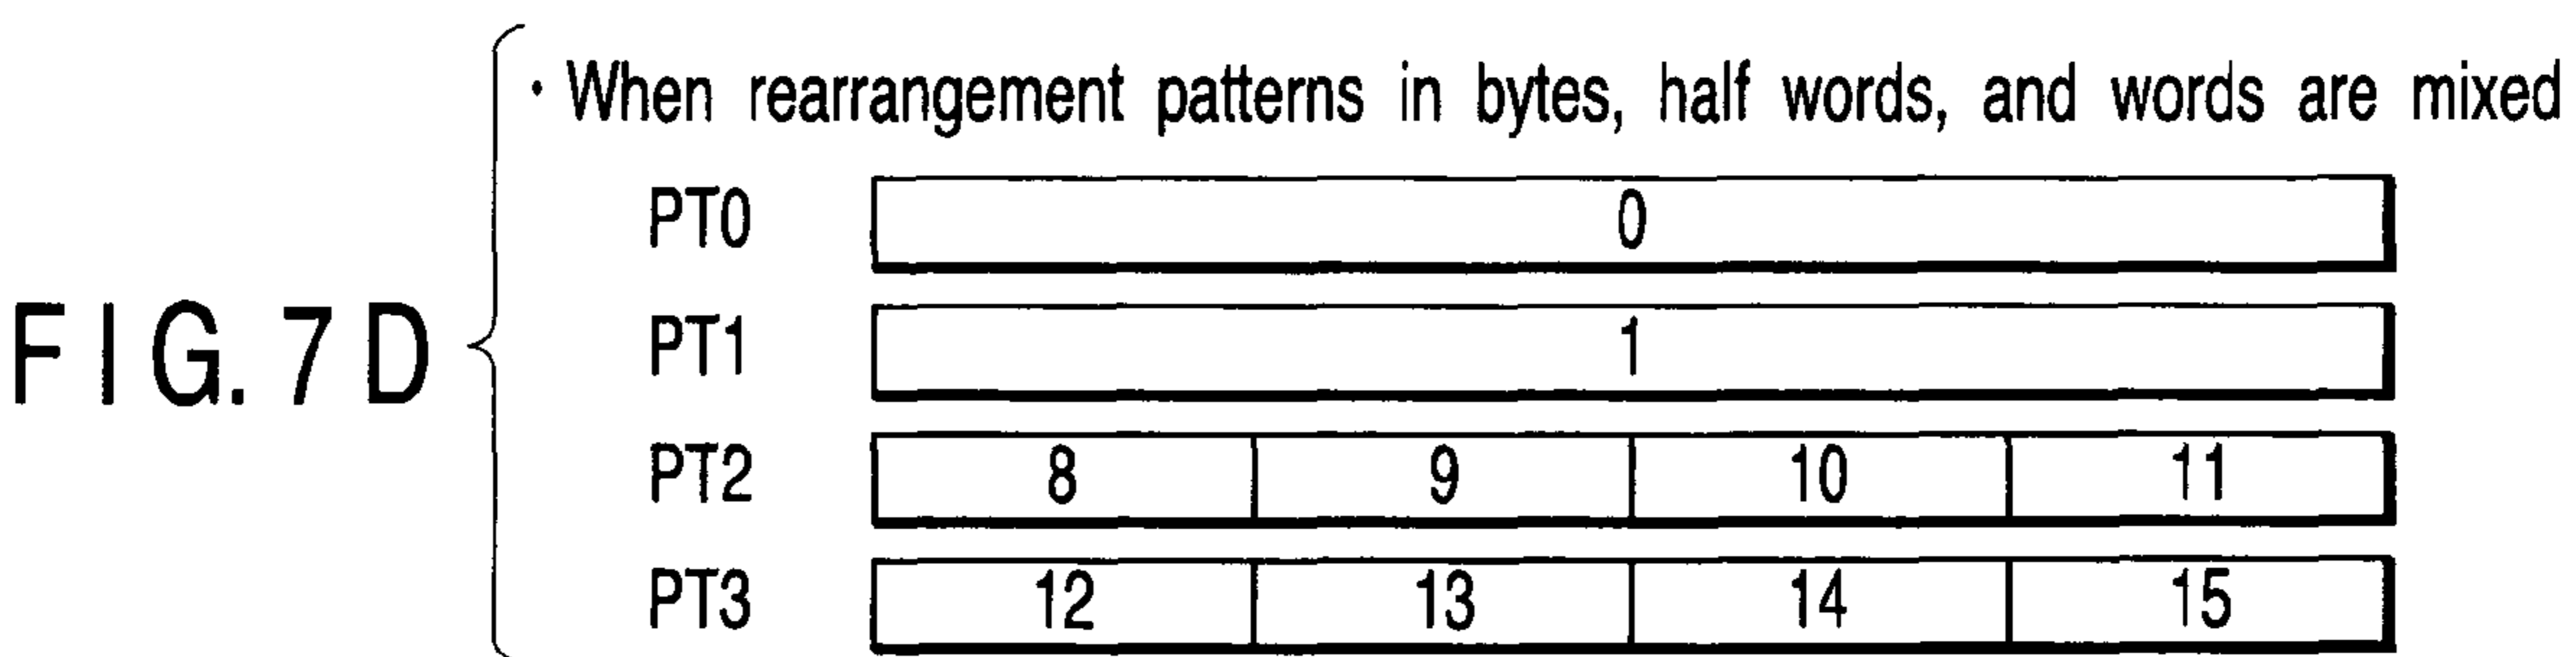 FIG. 7D
· When rearrangement patterns in bytes, half words, and words are mixed
PT0 0
PT1 1
PT2 8 9 10 11
PT3 12 13 14 15